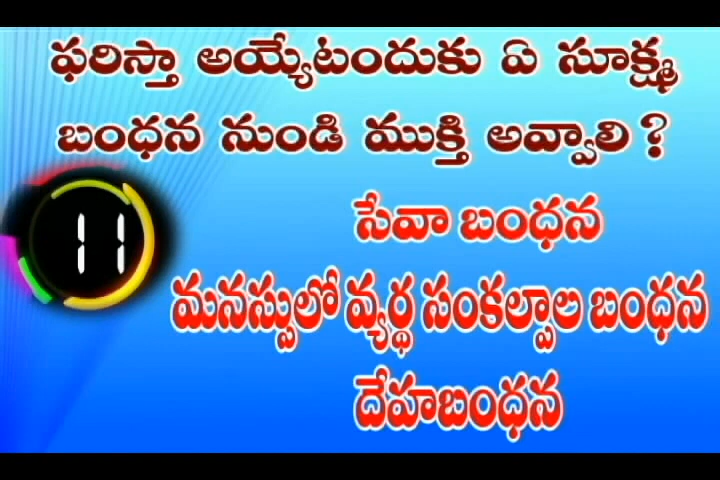 ఫరిస్తా అయ్యేటందుకు ఏ సూక్ష్మ
బంధన నుండి ముక్తి అవ్వాలి ?
11
సేవా బంధన
మనస్సులో వ్యర్థ సంకల్పాల బంధన
దేహబంధన